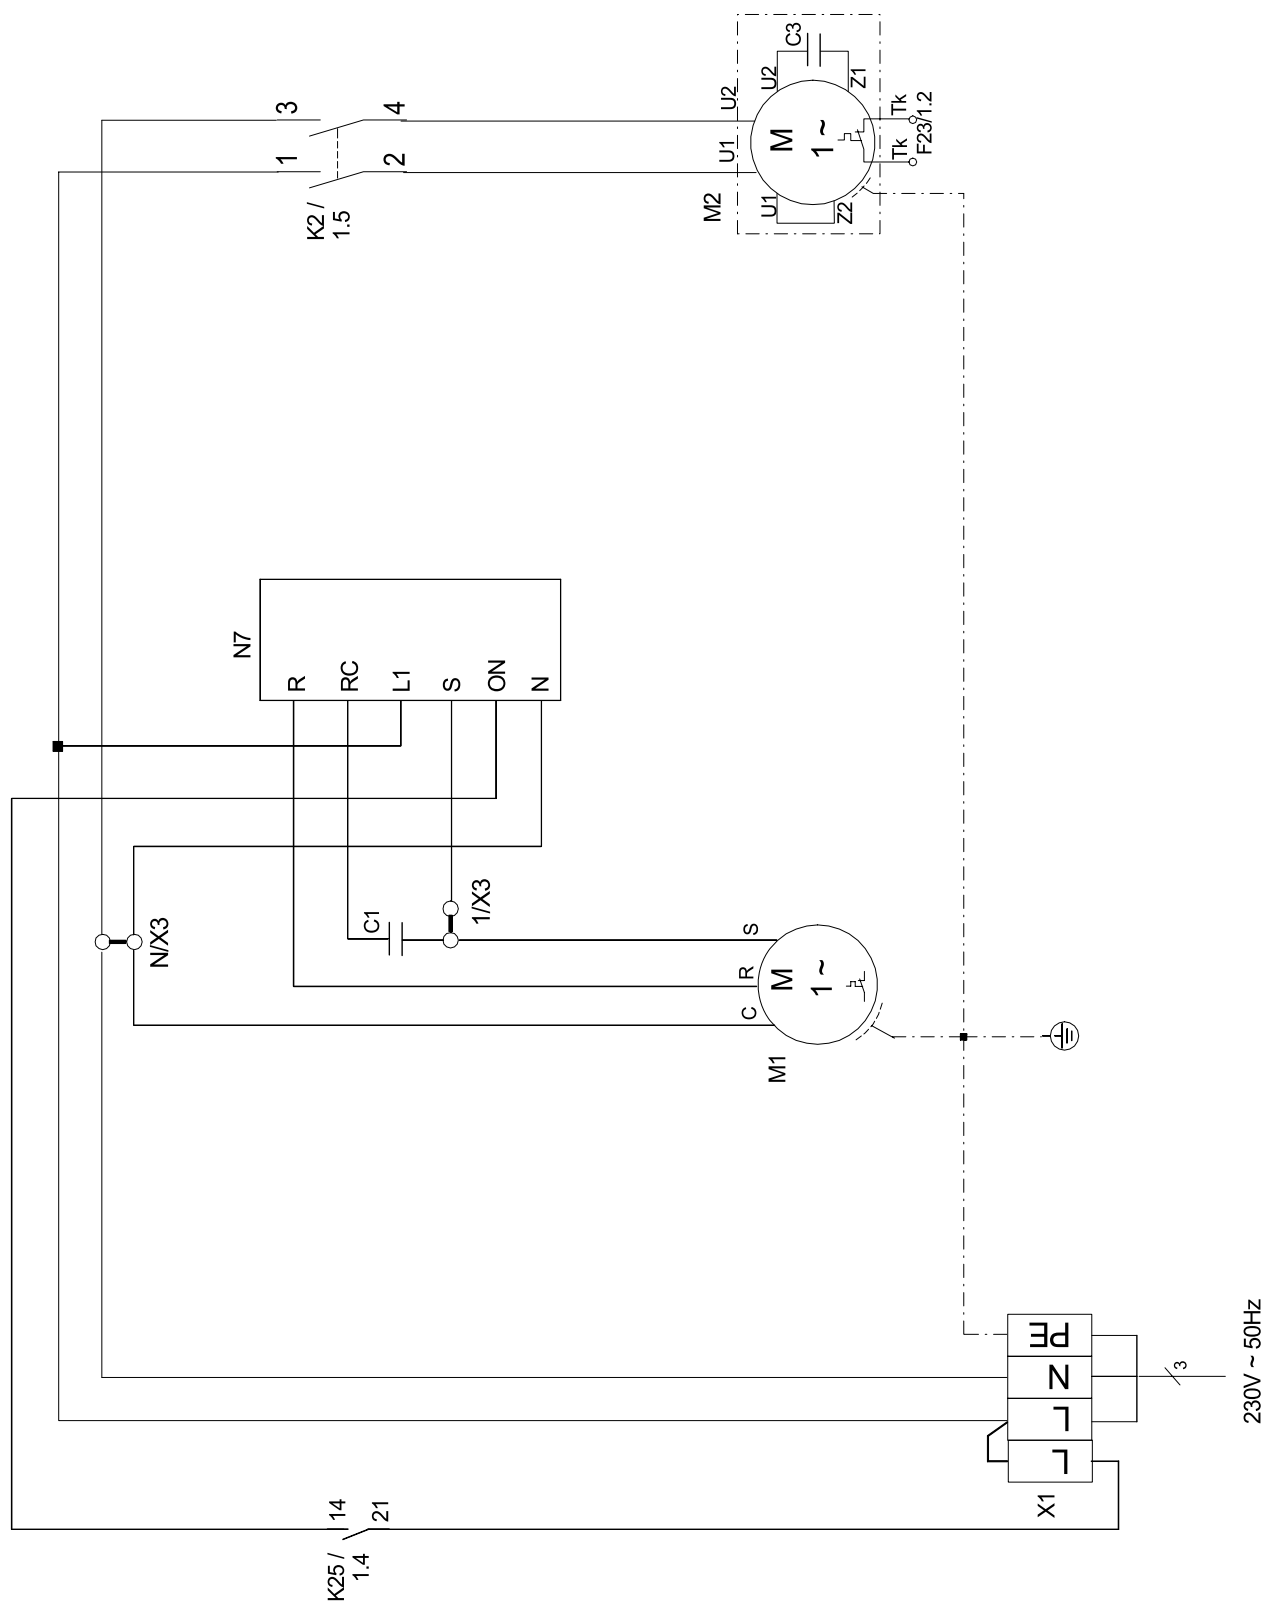 C3
U2
Z1
3
4
U2
Tk
1
2
U1
M
1~
Tk
F23/1.2
K2 /
1.5
M2
U1
Z2
N7
R
RC
L1
S
ON
N
N/X3
C1
1/X3
S
R
C
M
1~
M1
PE
N
L
L
3
230V ~ 50Hz
X1
14
21
K25 /
1.4